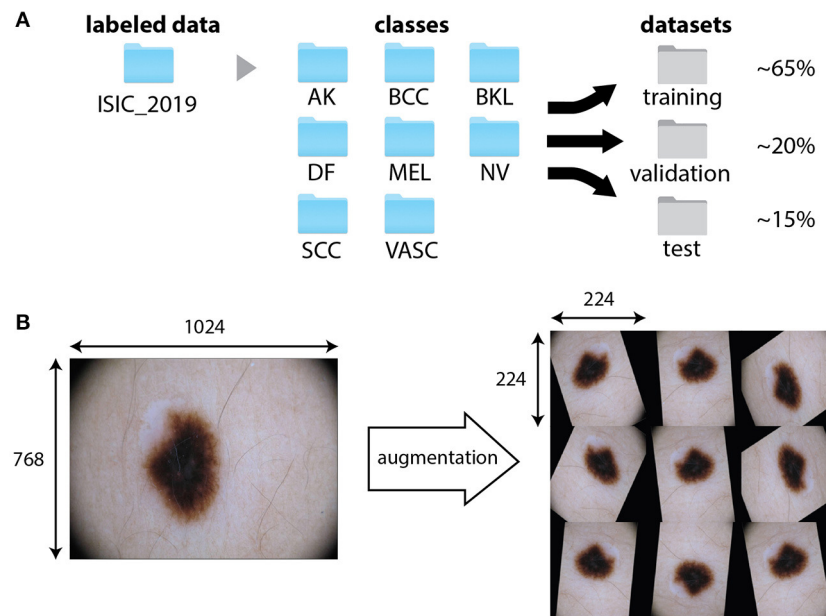 A
labeled data
classes
datasets
ISIC_2019
AK
BCC
BKL
training
~65%
DF
MEL
NV
validation
~20%
SCC
VASC
test
~15%
B
1024
224
768
224
augmentation